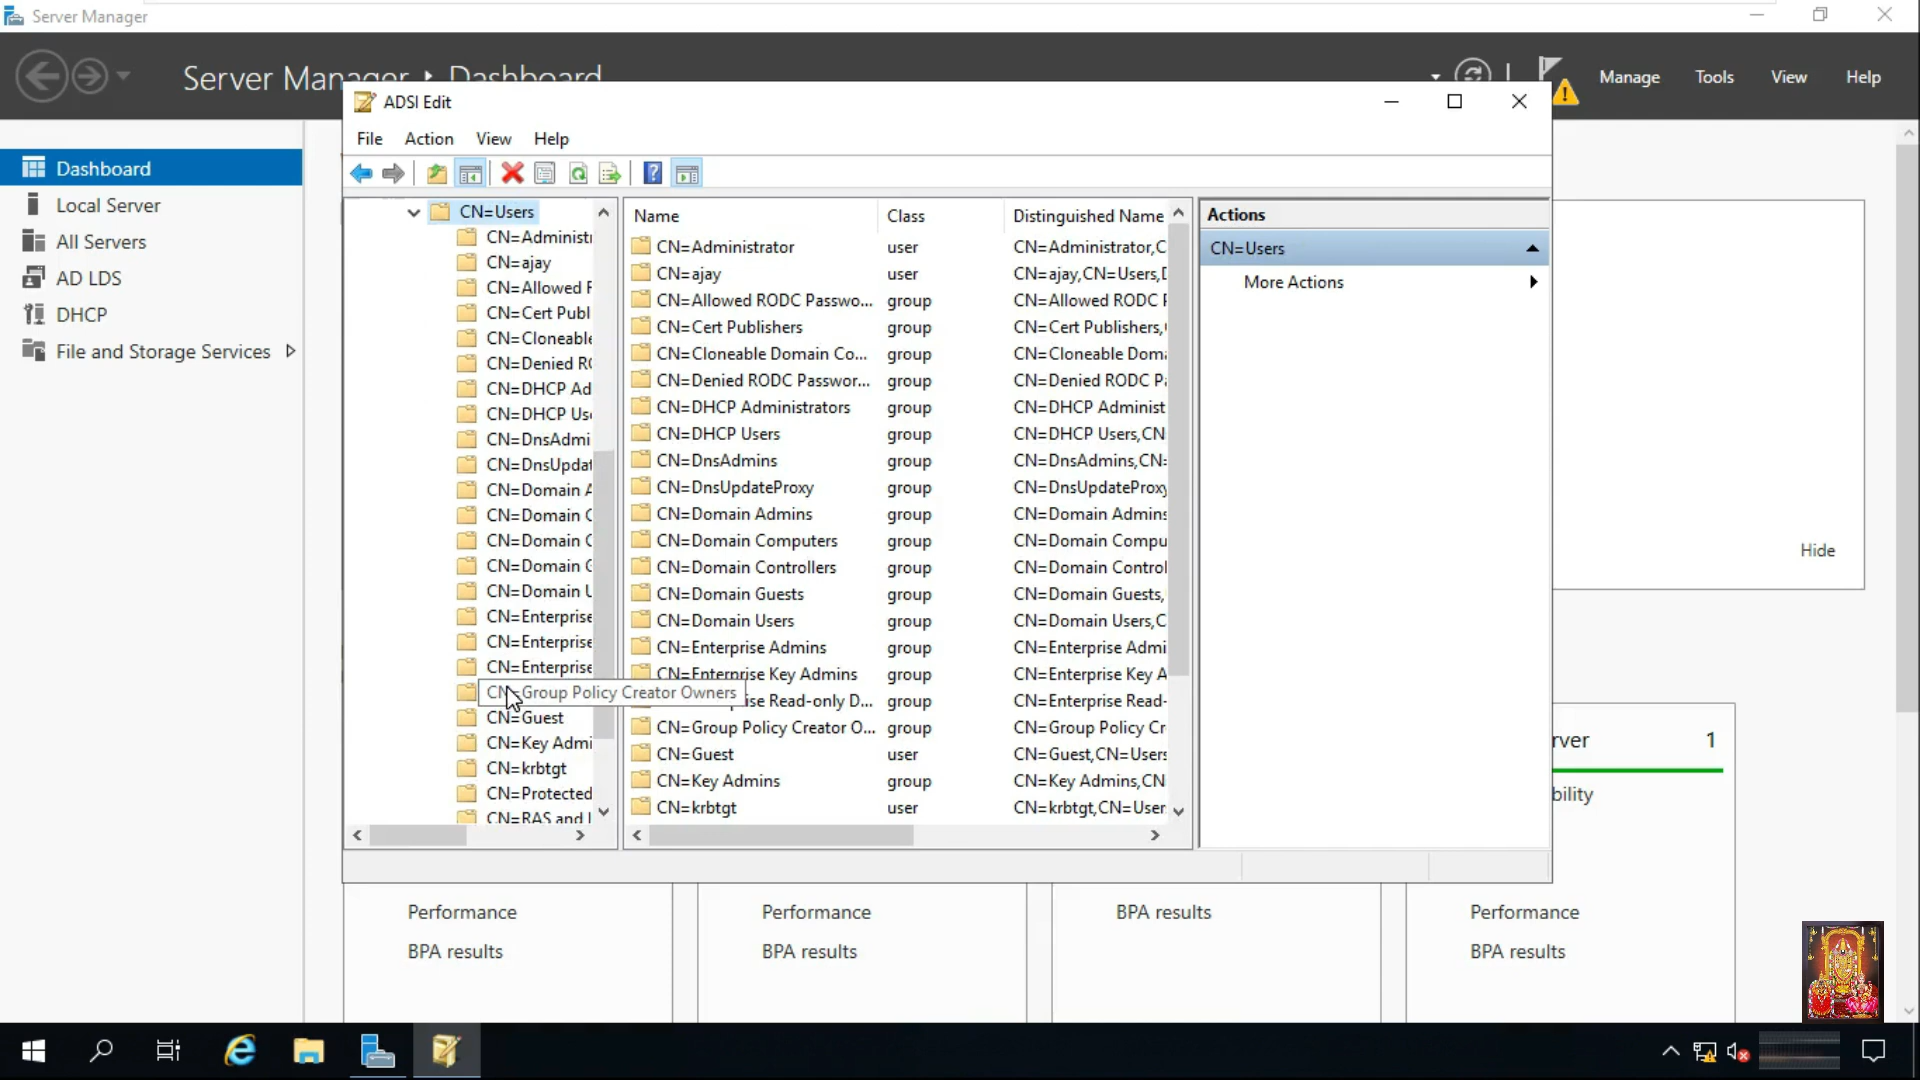 Server Manager
Server Manager
Dashboard
Manage
Tools
View
Help
ADSI Edit
File
Action
View
Help
Dashboard
Local Server
All Servers
AD LDS
DHCP
File and Storage Services
CN=Users
CN=Administr
CN=ajay
CN=Allowed R
CN=Cert Publ
CN=Cloneable
CN=Denied RO
CN=DHCP Ad
CN=DHCP Use
CN=DnsAdmi
CN=DnsUpdat
CN=Domain A
CN=Domain C
CN=Domain C
CN=Domain G
CN=Domain U
CN=Enterprise
CN=Enterprise
CN=Enterprise
CN=Group Policy Creator Owners
CN=Guest
CN=Key Admi
CN=krbtgt
CN=Protected
CN=RAS and I
Name Class Distinguished Name
CN=Administrator user CN=Administrator,C
CN=ajay user CN=ajay,CN=Users,D
CN=Allowed RODC Passwo... group CN=Allowed RODC P
CN=Cert Publishers group CN=Cert Publishers,
CN=Cloneable Domain Co... group CN=Cloneable Doma
CN=Denied RODC Passwor... group CN=Denied RODC Pa
CN=DHCP Administrators group CN=DHCP Administ
CN=DHCP Users group CN=DHCP Users,CN
CN=DnsAdmins group CN=DnsAdmins,CN=
CN=DnsUpdateProxy group CN=DnsUpdateProxy
CN=Domain Admins group CN=Domain Admins
CN=Domain Computers group CN=Domain Compu
CN=Domain Controllers group CN=Domain Control
CN=Domain Guests group CN=Domain Guests,
CN=Domain Users group CN=Domain Users,C
CN=Enterprise Admins group CN=Enterprise Admi
CN=Enterprise Key Admins group CN=Enterprise Key A
ise Read-only D... group CN=Enterprise Read-
CN=Group Policy Creator O... group CN=Group Policy Cr
CN=Guest user CN=Guest,CN=Users
CN=Key Admins group CN=Key Admins,CN
CN=krbtgt user CN=krbtgt,CN=User
Actions
CN=Users
More Actions
Hide
rver 1
bility
Performance
BPA results
Performance
BPA results
BPA results
Performance
BPA results